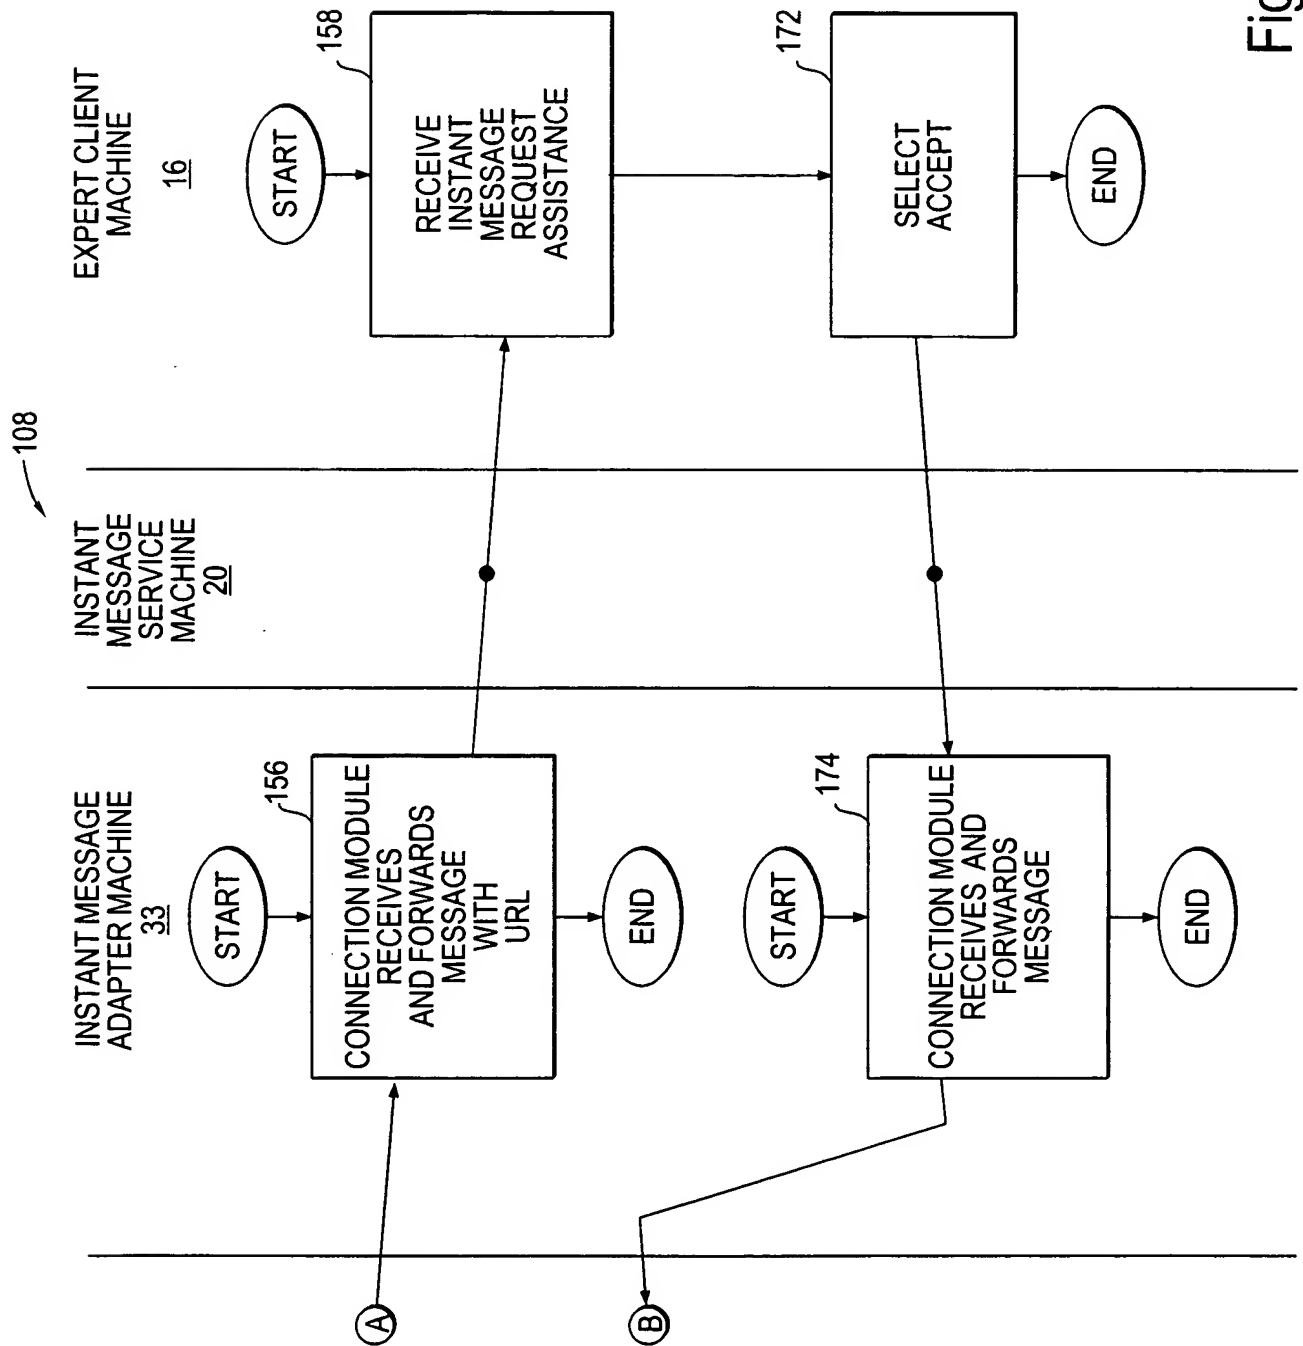 108
INSTANT MESSAGE
ADAPTER MACHINE
33
START
156
CONNECTION MODULE
RECEIVES
AND FORWARDS
MESSAGE
WITH
URL
END
START
174
CONNECTION MODULE
RECEIVES AND
FORWARDS
MESSAGE
END
A
B
INSTANT
MESSAGE
SERVICE
MACHINE
20
EXPERT CLIENT
MACHINE
16
START
158
RECEIVE
INSTANT
MESSAGE
REQUEST
ASSISTANCE
172
SELECT
ACCEPT
END
Fig